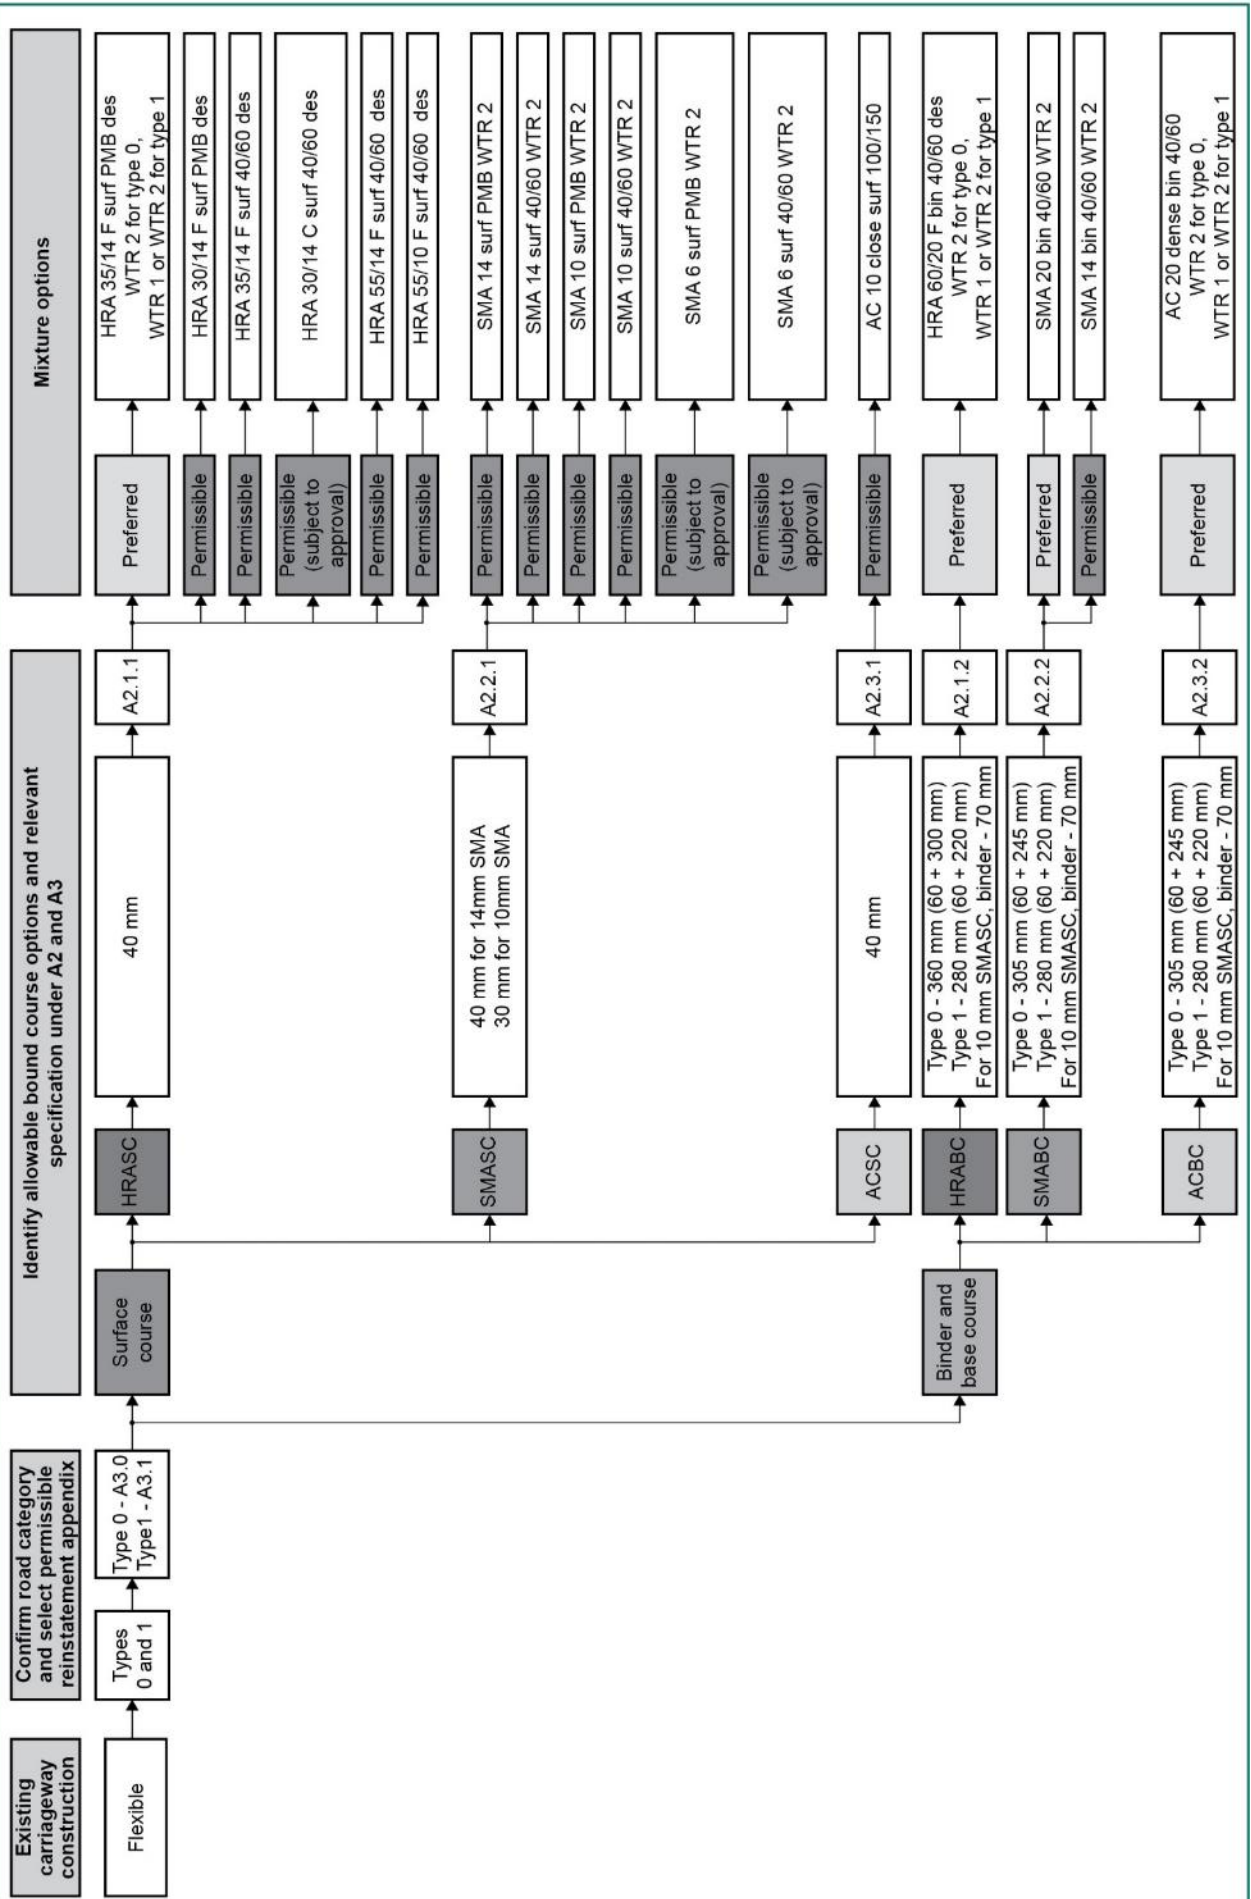 Existing
carriageway
construction
Confirm road category
and select permissible
reinstatement appendix
Identify allowable bound course options and relevant
specification under A2 and A3
Mixture options
Flexible
Types
0 and 1
Type 0 - A3.0
Type1 - A3.1
Surface
course
HRASC
40 mm
A2.1.1
Preferred
HRA 35/14 F surf PMB des
WTR 2 for type 0,
WTR 1 or WTR 2 for type 1
Permissible
HRA 30/14 F surf PMB des
Permissible
HRA 35/14 F surf 40/60 des
Permissible
(subject to
approval)
HRA 30/14 C surf 40/60 des
Permissible
HRA 55/14 F surf 40/60 des
Permissible
HRA 55/10 F surf 40/60 des
SMASC
40 mm for 14mm SMA
30 mm for 10mm SMA
A2.2.1
Permissible
SMA 14 surf PMB WTR 2
Permissible
SMA 14 surf 40/60 WTR 2
Permissible
SMA 10 surf PMB WTR 2
Permissible
SMA 10 surf 40/60 WTR 2
Permissible
(subject to
approval)
SMA 6 surf PMB WTR 2
Permissible
(subject to
approval)
SMA 6 surf 40/60 WTR 2
ACSC
40 mm
A2.3.1
Permissible
AC 10 close surf 100/150
Binder and
base course
HRABC
Type 0 - 360 mm (60 + 300 mm)
Type 1 - 280 mm (60 + 220 mm)
For 10 mm SMASC, binder - 70 mm
A2.1.2
Preferred
HRA 60/20 F bin 40/60 des
WTR 2 for type 0,
WTR 1 or WTR 2 for type 1
SMABC
Type 0 - 305 mm (60 + 245 mm)
Type 1 - 280 mm (60 + 220 mm)
For 10 mm SMASC, binder - 70 mm
A2.2.2
Preferred
SMA 20 bin 40/60 WTR 2
Permissible
SMA 14 bin 40/60 WTR 2
ACBC
Type 0 - 305 mm (60 + 245 mm)
Type 1 - 280 mm (60 + 220 mm)
For 10 mm SMASC, binder - 70 mm
A2.3.2
Preferred
AC 20 dense bin 40/60
WTR 2 for type 0,
WTR 1 or WTR 2 for type 1